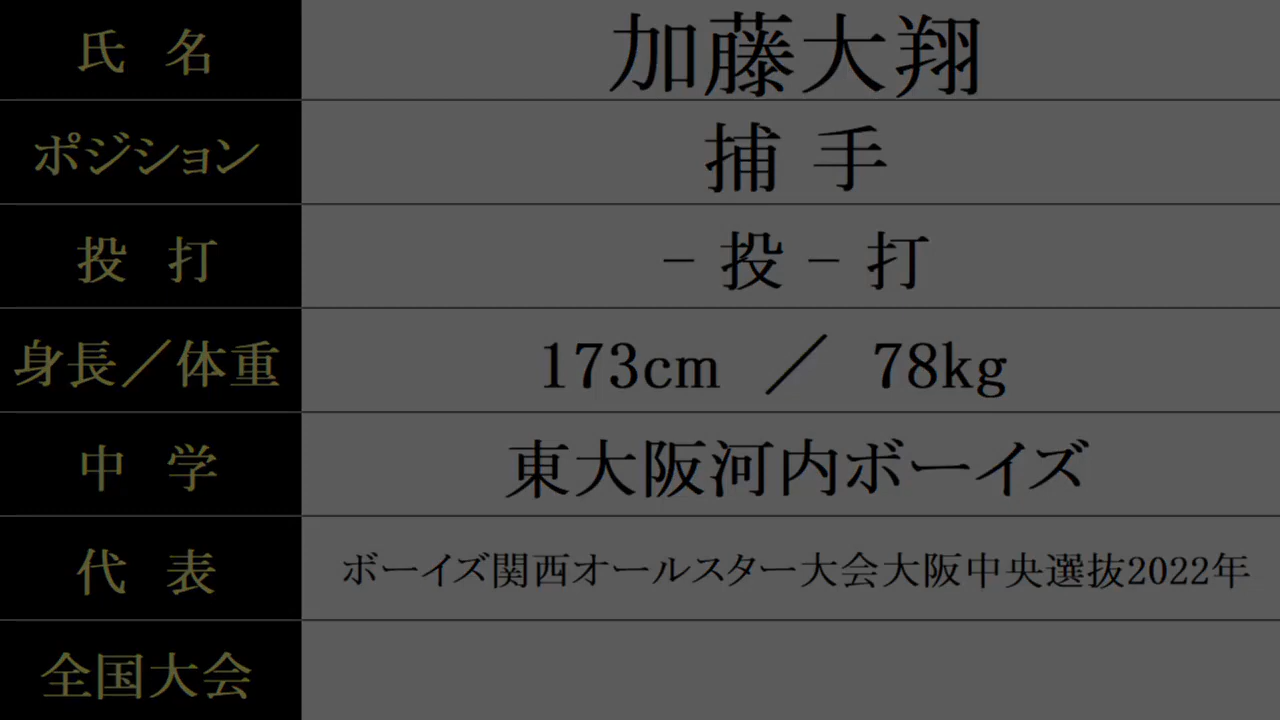 氏 名 加藤大翔
ポジション 捕 手
投 打 − 投 − 打
身長／体重 173cm ／ 78kg
中 学 東大阪河内ボーイズ
代 表 ボーイズ関西オールスター大会大阪中央選抜2022年
全国大会